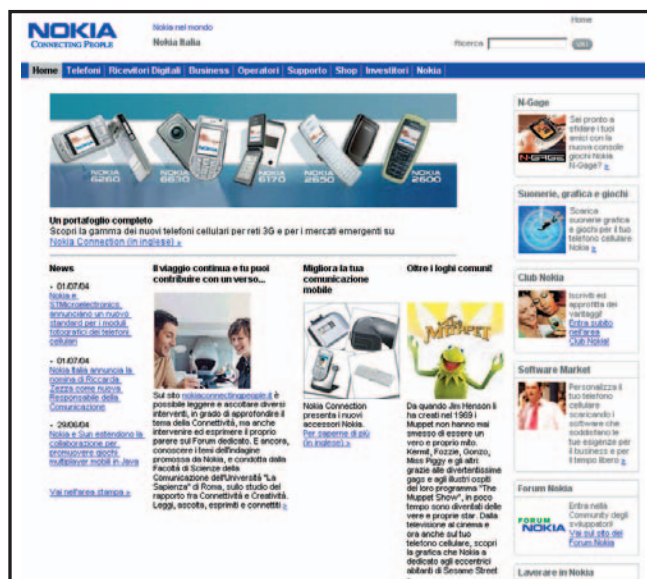 NOKIA
CONNECTING PEOPLE
Nokia nel mondo
Nokia Italia
Home
Ricerca
Home Telefoni Ricevitori Digitali Business Operatori Supporto Shop Investitori Nokia
NOKIA 6260
NOKIA 6630
NOKIA 6170
NOKIA 2650
NOKIA 2600
Un portafoglio completo
Scopri la gamma dei nuovi telefoni cellulari per reti 3G e per i mercati emergenti su
Nokia Connection (in inglese) »
News
- 01/07/04
Nokia e
STMicroelectronics
annunciano un nuovo
standard per i moduli
fotografici dei telefoni
cellulari
- 01/07/04
Nokia Italia annuncia la
nomina di Riccarda
Zezza come nuova
Responsabile della
Comunicazione
- 29/06/04
Nokia e Sun estendono la
collaborazione per
promuovere giochi
multiplayer mobili in Java
Vai nell'area stampa »
Il viaggio continua e tu puoi
contribuire con un verso...
Sul sito nokiaconnectingpeople.it è
possibile leggere e ascoltare diversi
interventi, in grado di approfondire il
tema della Connettività, ma anche
intervenire ed esprimere il proprio
parere sul Forum dedicato. E ancora,
conoscere i temi dell'indagine
promossa da Nokia, e condotta dalla
Facoltà di Scienze della
Comunicazione dell'Università "La
Sapienza" di Roma, sullo studio del
rapporto fra Connettività e Creatività.
Leggi, ascolta, esprimiti e connettiti »
Migliora la tua
comunicazione
mobile
Nokia Connection
presenta i nuovi
accessori Nokia.
Per saperne di più
(in inglese) »
Oltre i loghi comuni!
Da quando Jim Henson li
ha creati nel 1969 i
Muppet non hanno mai
smesso di essere un
vero e proprio mito.
Kermit, Fozzie, Gonzo,
Miss Piggy e gli altri
grazie alle divertentissime
gags e agli illustri ospiti
del loro programma "The
Muppet Show", in poco
tempo sono diventati delle
vere e proprie star. Dalla
televisione al cinema e
ora anche sul tuo
telefono cellulare, scopri
la grafica che Nokia a
dedicato agli eccentrici
abitanti di Sesame Street
N-Gage
N-GAGE
Sei pronto a
sfidare i tuoi
amici con la
nuova console
giochi Nokia
N-Gage? »
Suonerie, grafica e giochi
Scarica
suonerie grafica
e giochi per il tuo
telefono cellulare
Nokia »
Club Nokia
Iscriviti ed
approfitta dei
vantaggi!
Entra subito
nell'area
Club Nokia!
Software Market
Personalizza il
tuo telefono
cellulare
scaricando i
software che
soddisfano le
tue esigenze per
il business e per
il tempo libero »
Forum Nokia
FORUM
NOKIA
Entra nella
Community degli
sviluppatori!
Vai sul sito del
Forum Nokia
Lavorare in Nokia